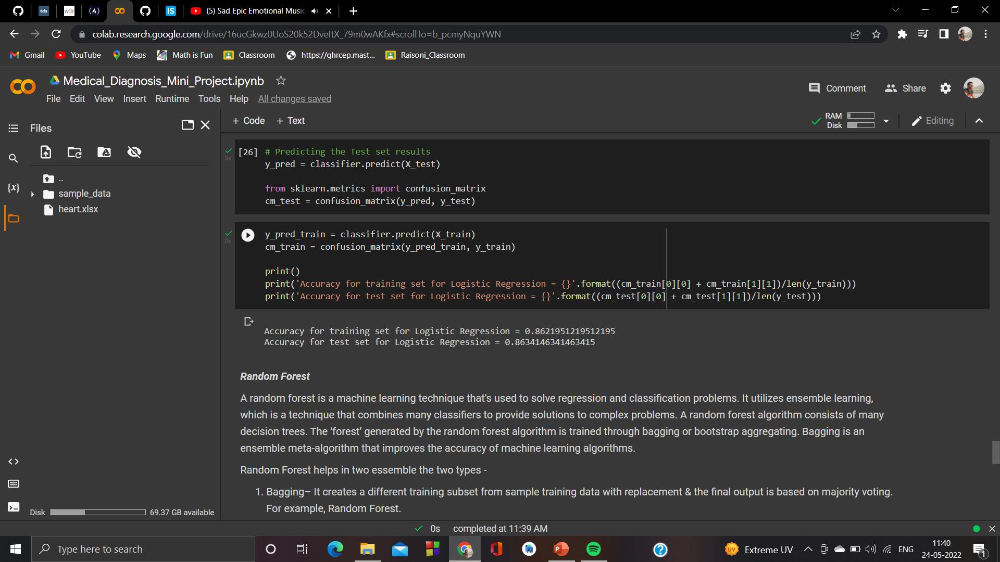 tds
w3r
(∧)
IS
(5) Sad Epic Emotional Music
colab.research.google.com/drive/16ucGkwz0UoS20k52DveItX_79m0wAKfx#scrollTo=b_pcmyNquYWN
Gmail YouTube Maps Math is Fun Classroom https://ghrcep.mast... Raisoni_Classroom
Medical_Diagnosis_Mini_Project.ipynb
Comment Share
File Edit View Insert Runtime Tools Help All changes saved
Files
+ Code + Text
RAM
Disk
Editing
..
sample_data
heart.xlsx
{x}
0s
[26] # Predicting the Test set results
y_pred = classifier.predict(X_test)
from sklearn.metrics import confusion_matrix
cm_test = confusion_matrix(y_pred, y_test)
0s
y_pred_train = classifier.predict(X_train)
cm_train = confusion_matrix(y_pred_train, y_train)
print()
print('Accuracy for training set for Logistic Regression = {}'.format((cm_train[0][0] + cm_train[1][1])/len(y_train)))
print('Accuracy for test set for Logistic Regression = {}'.format((cm_test[0][0] + cm_test[1][1])/len(y_test)))
Accuracy for training set for Logistic Regression = 0.8621951219512195
Accuracy for test set for Logistic Regression = 0.8634146341463415
Random Forest
A random forest is a machine learning technique that's used to solve regression and classification problems. It utilizes ensemble learning,
which is a technique that combines many classifiers to provide solutions to complex problems. A random forest algorithm consists of many
decision trees. The ‘forest’ generated by the random forest algorithm is trained through bagging or bootstrap aggregating. Bagging is an
ensemble meta-algorithm that improves the accuracy of machine learning algorithms.
Random Forest helps in two essemble the two types -
1. Bagging– It creates a different training subset from sample training data with replacement & the final output is based on majority voting.
For example, Random Forest.
Disk 69.37 GB available
0s completed at 11:39 AM
Type here to search
UV Extreme UV
ENG
11:40
24-05-2022
1